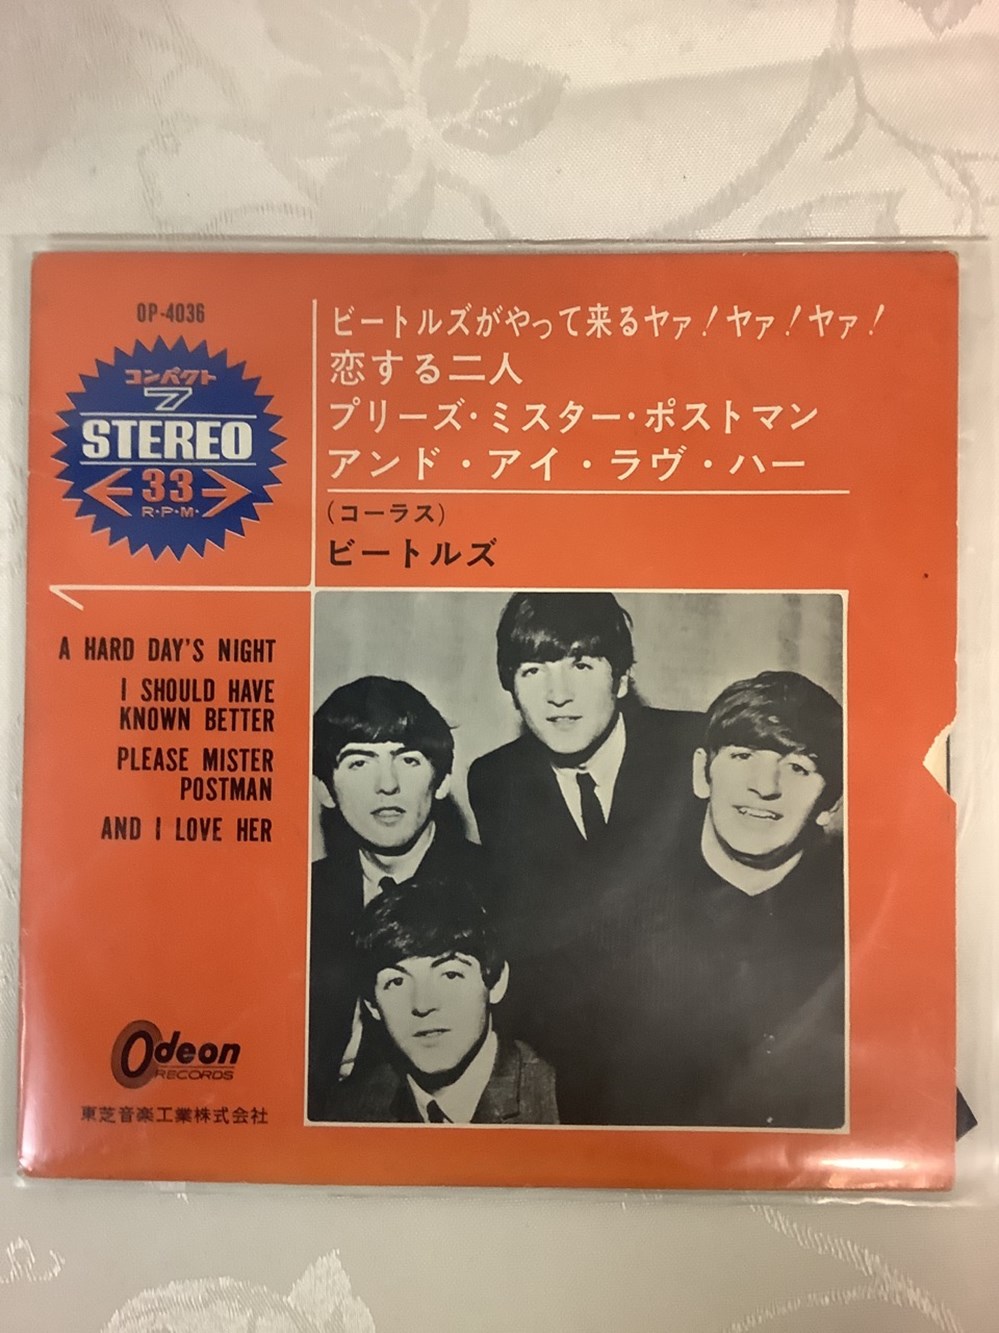 OP-4036
コンパクト
7
STEREO
33
R・P・M・
ビートルズがやって来るヤァ!ヤァ!ヤァ!
恋する二人
プリーズ・ミスター・ポストマン
アンド・アイ・ラヴ・ハー
(コーラス)
ビートルズ
A HARD DAY'S NIGHT
I SHOULD HAVE
KNOWN BETTER
PLEASE MISTER
POSTMAN
AND I LOVE HER
Odeon
RECORDS
東芝音楽工業株式会社